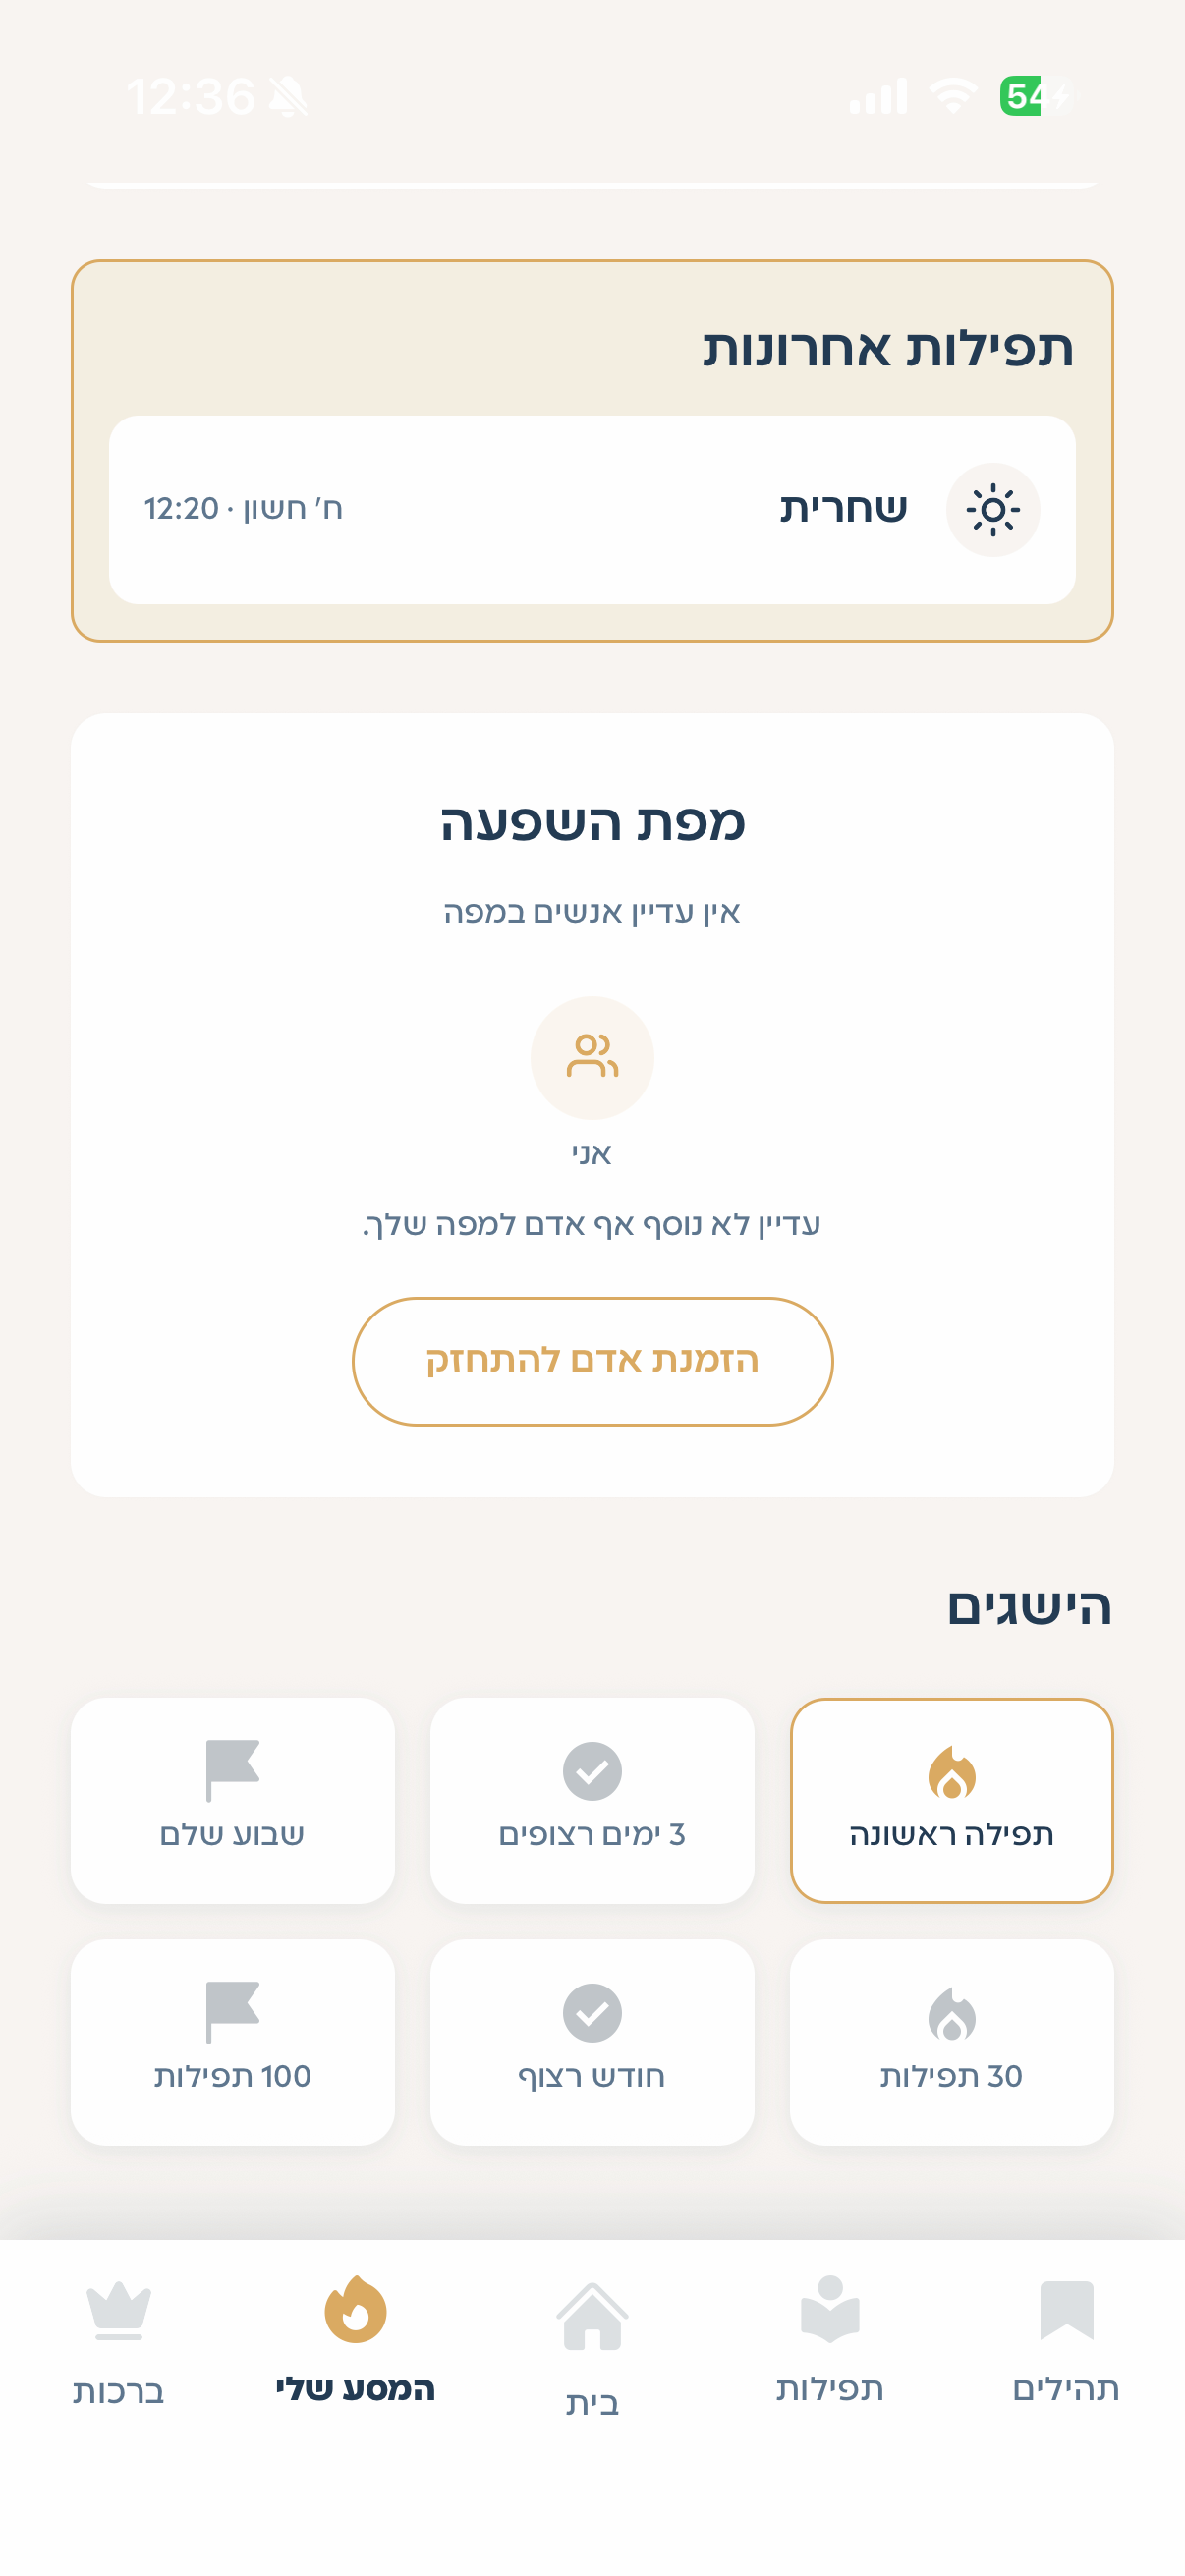 12:36
54
תפילות אחרונות
שחרית
ח' חשון · 12:20
מפת השפעה
אין עדיין אנשים במפה
אני
עדיין לא נוסף אף אדם למפה שלך.
הזמנת אדם להתחזק
הישגים
תפילה ראשונה
3 ימים רצופים
שבוע שלם
30 תפילות
חודש רצוף
100 תפילות
תהילים
תפילות
בית
המסע שלי
ברכות